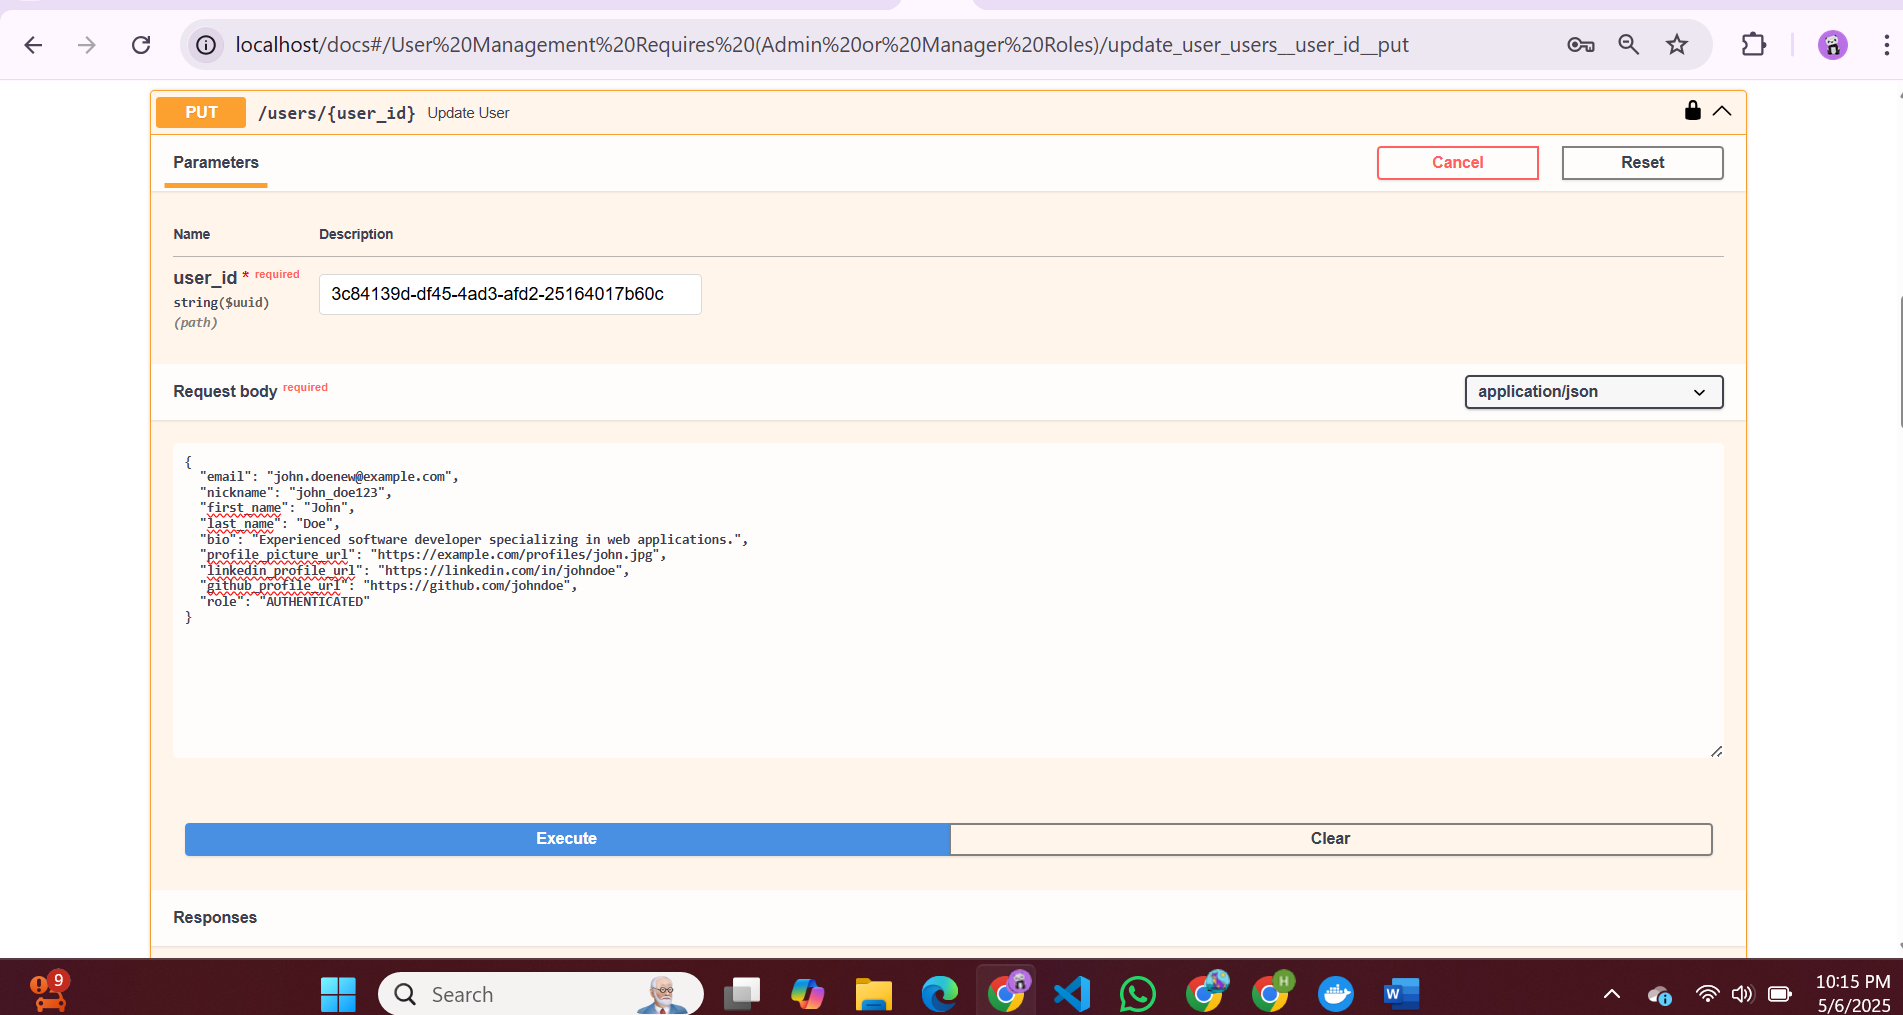 localhost/docs#/User%20Management%20Requires%20(Admin%20or%20Manager%20Roles)/update_user_users__user_id__put
PUT /users/{user_id} Update User
Parameters Cancel Reset
Name Description
user_id * required 3c84139d-df45-4ad3-afd2-25164017b60c
string($uuid)
(path)
Request body required application/json
{
  "email": "john.doenew@example.com",
  "nickname": "john_doe123",
  "first_name": "John",
  "last_name": "Doe",
  "bio": "Experienced software developer specializing in web applications.",
  "profile_picture_url": "https://example.com/profiles/john.jpg",
  "linkedin_profile_url": "https://linkedin.com/in/johndoe",
  "github_profile_url": "https://github.com/johndoe",
  "role": "AUTHENTICATED"
}
Execute Clear
Responses
9 Search H W 10:15 PM
5/6/2025